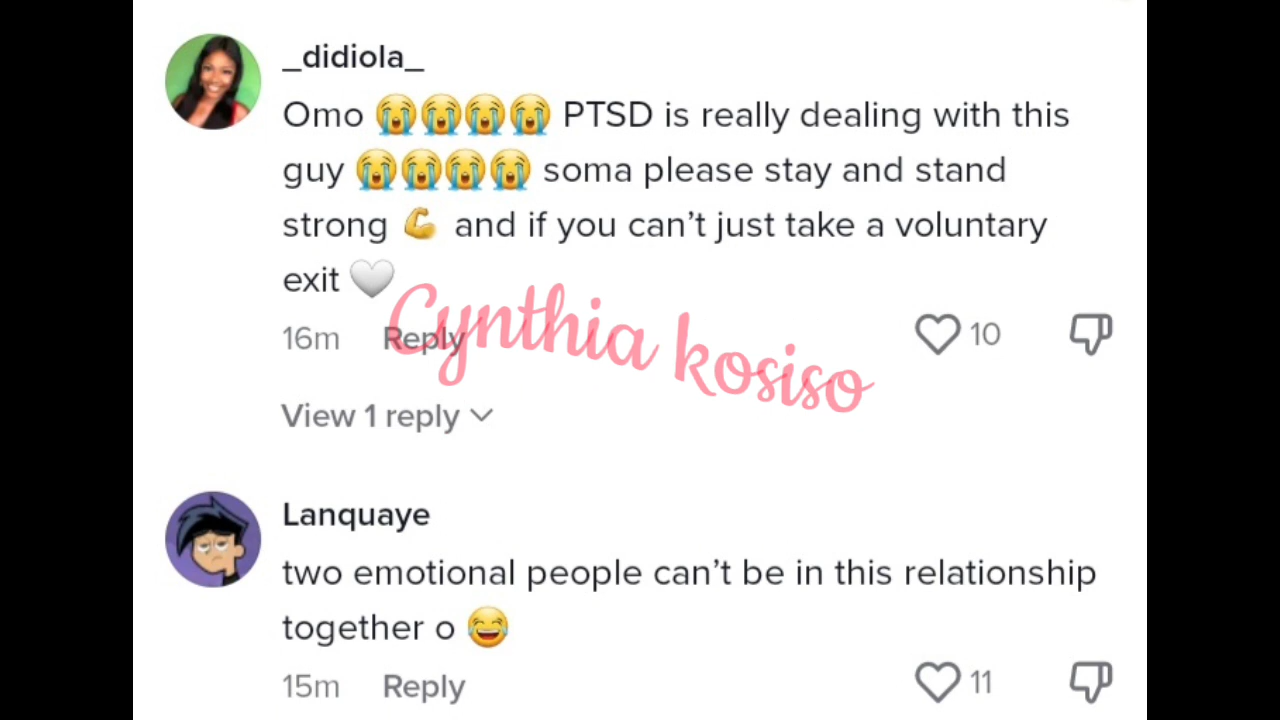 _didiola_
Omo 😭😭😭😭 PTSD is really dealing with this
guy 😭😭😭😭 soma please stay and stand
strong 💪 and if you can’t just take a voluntary
exit 🤍
16m Reply 10
Cynthia kosiso
View 1 reply
Lanquaye
two emotional people can’t be in this relationship
together o 😂
15m Reply 11